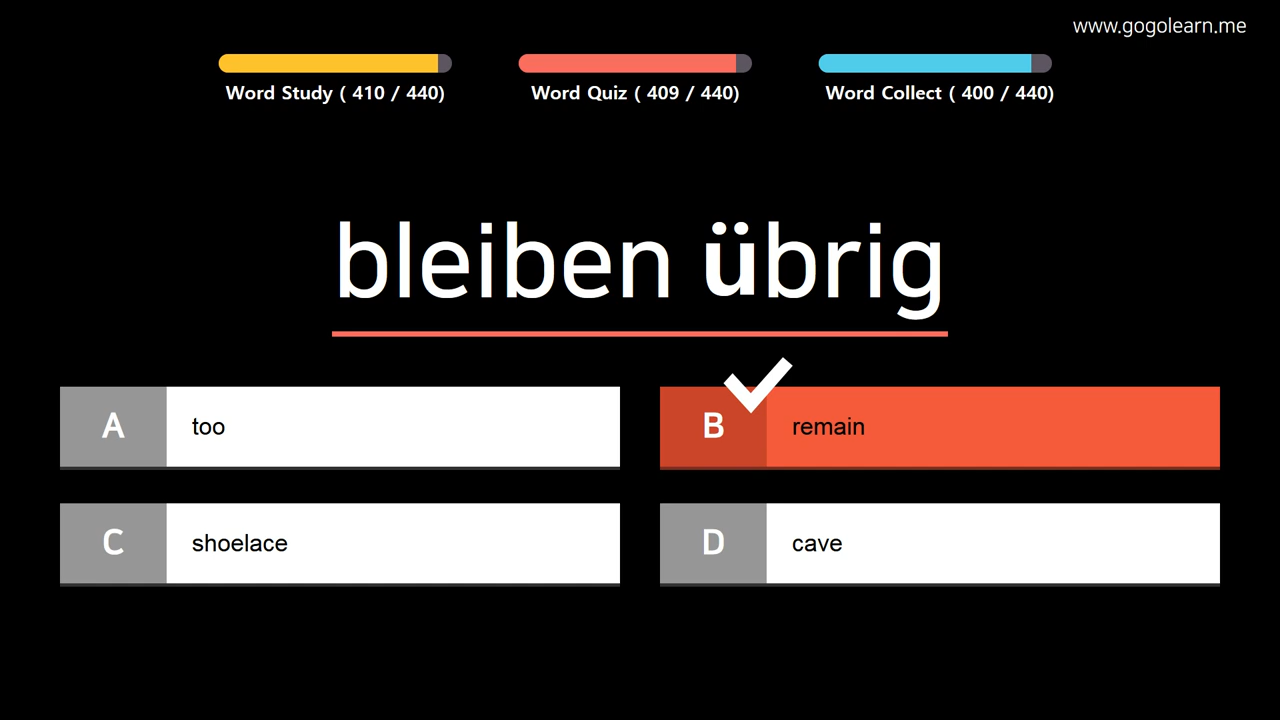 www.gogolearn.me
Word Study ( 410 / 440)
Word Quiz ( 409 / 440)
Word Collect ( 400 / 440)
bleiben übrig
A too
B remain
C shoelace
D cave